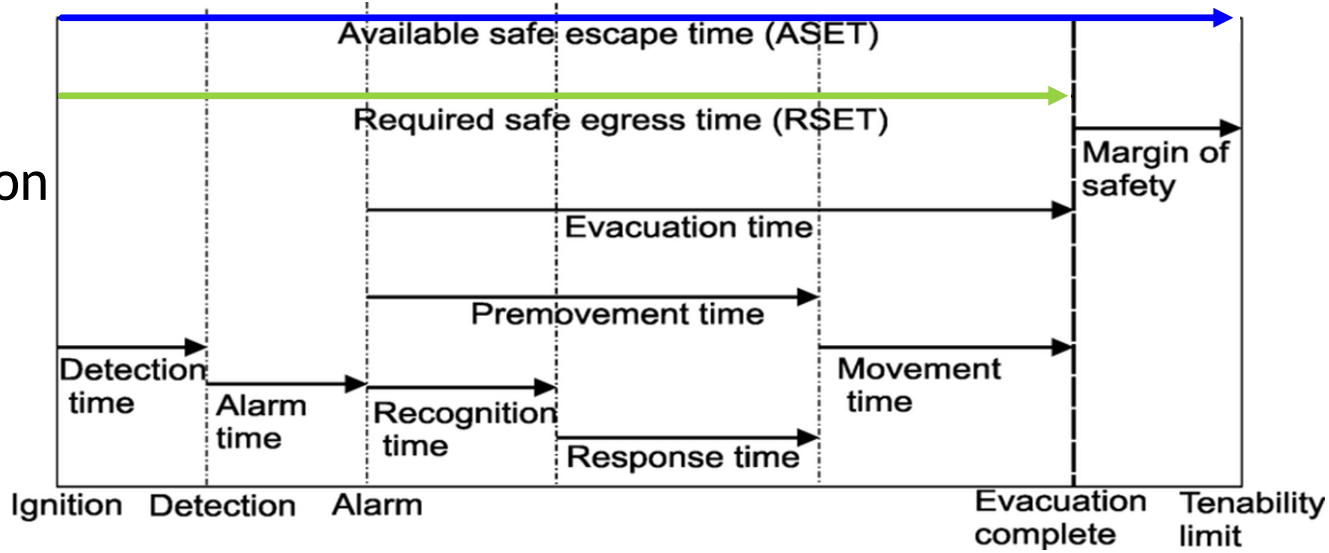 Available safe escape time (ASET)
Required safe egress time (RSET)
Margin of
safety
on
Evacuation time
Premovement time
Detection
time
Movement
time
Alarm
time
Recognition
time
Response time
Ignition Detection Alarm
Evacuation
complete
Tenability
limit